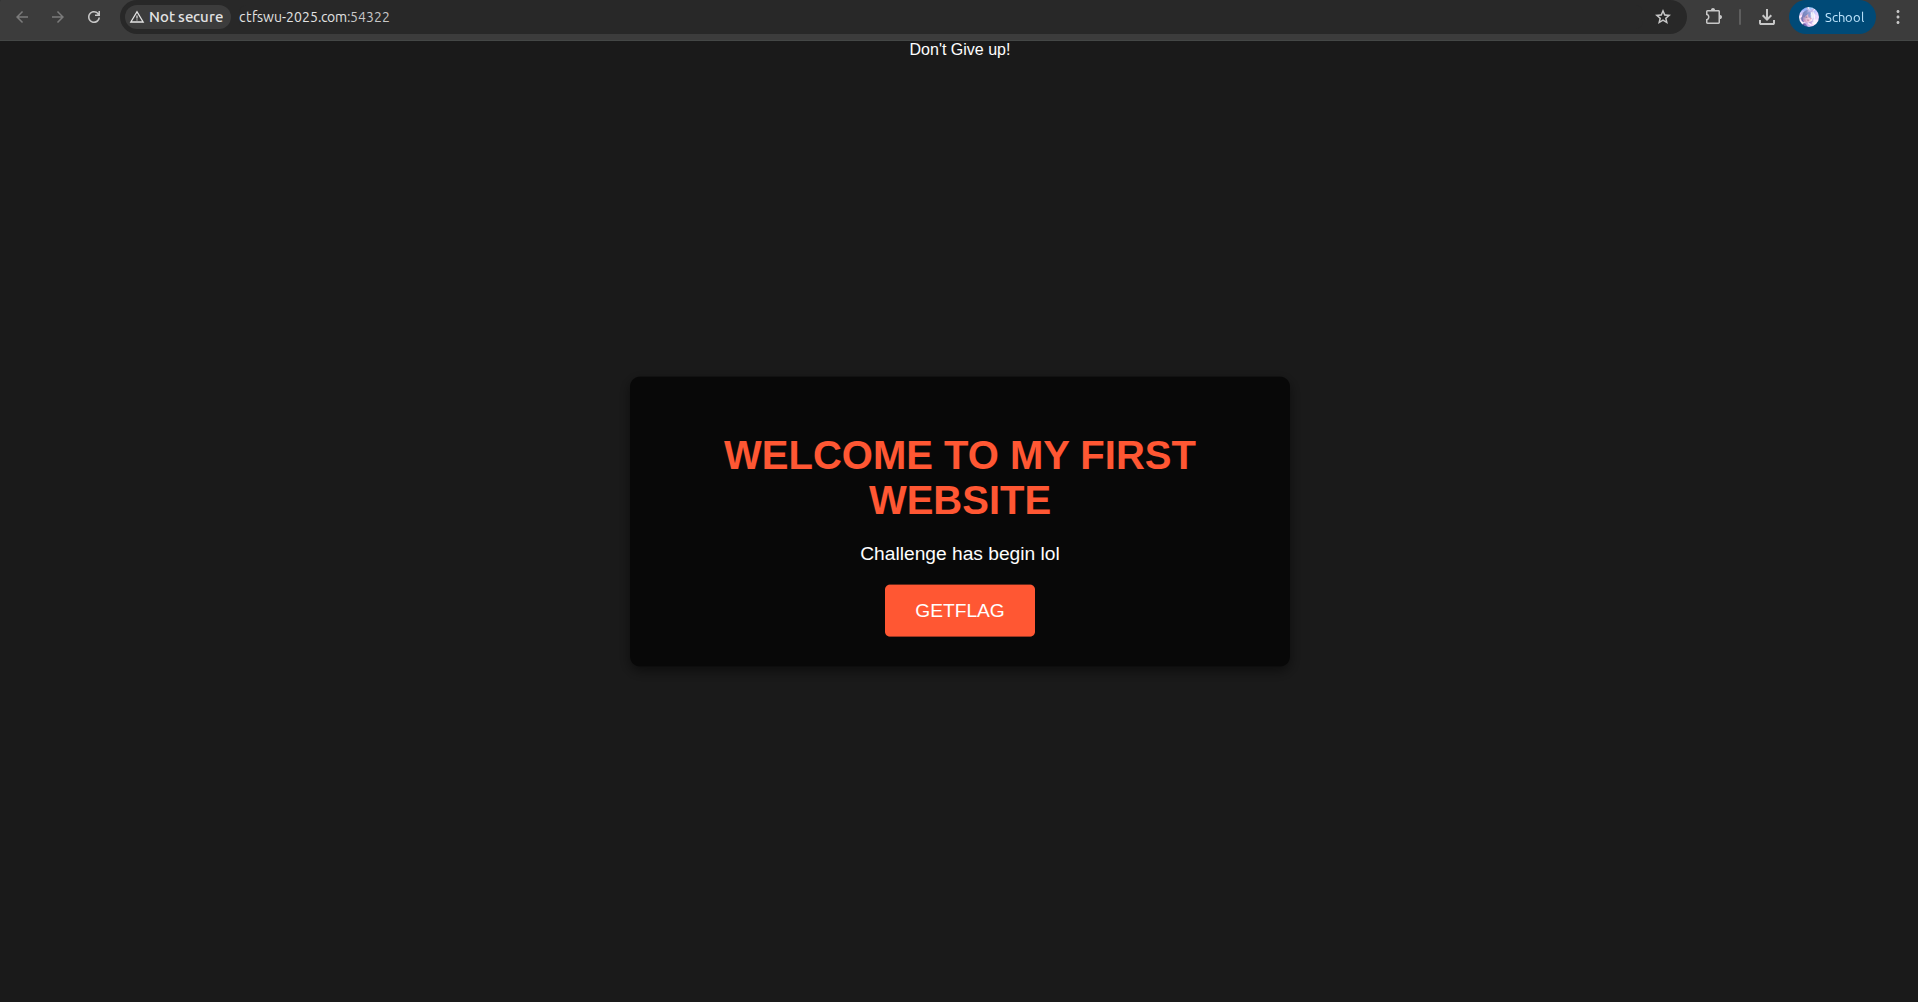 Not secure
ctfswu-2025.com:54322
School
Don't Give up!
WELCOME TO MY FIRST
WEBSITE
Challenge has begin lol
GETFLAG